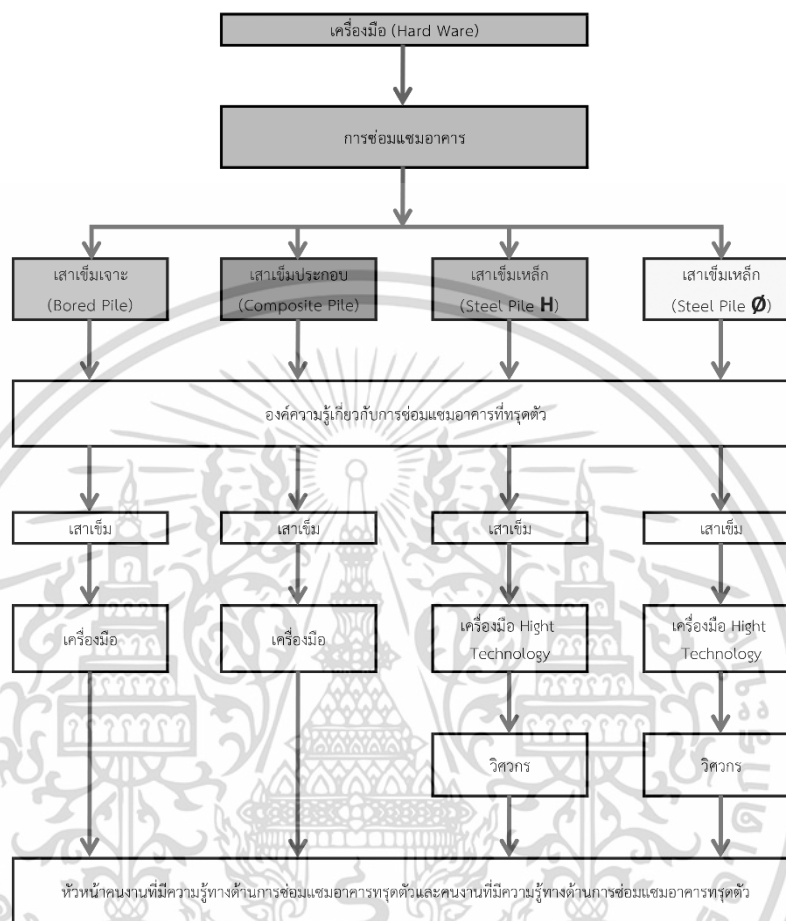 เครื่องมือ (Hard Ware)
การซ่อมแซมอาคาร
เสาเข็มเจาะ
(Bored Pile)
เสาเข็มประกอบ
(Composite Pile)
เสาเข็มเหล็ก
(Steel Pile H)
เสาเข็มเหล็ก
(Steel Pile Ø)
องค์ความรู้เกี่ยวกับการซ่อมแซมอาคารที่ทรุดตัว
เสาเข็ม
เสาเข็ม
เสาเข็ม
เสาเข็ม
เครื่องมือ
เครื่องมือ
เครื่องมือ Hight
Technology
เครื่องมือ Hight
Technology
วิศวกร
วิศวกร
หัวหน้าคนงานที่มีความรู้ทางด้านการซ่อมแซมอาคารทรุดตัวและคนงานที่มีความรู้ทางด้านการซ่อมแซมอาคารทรุดตัว